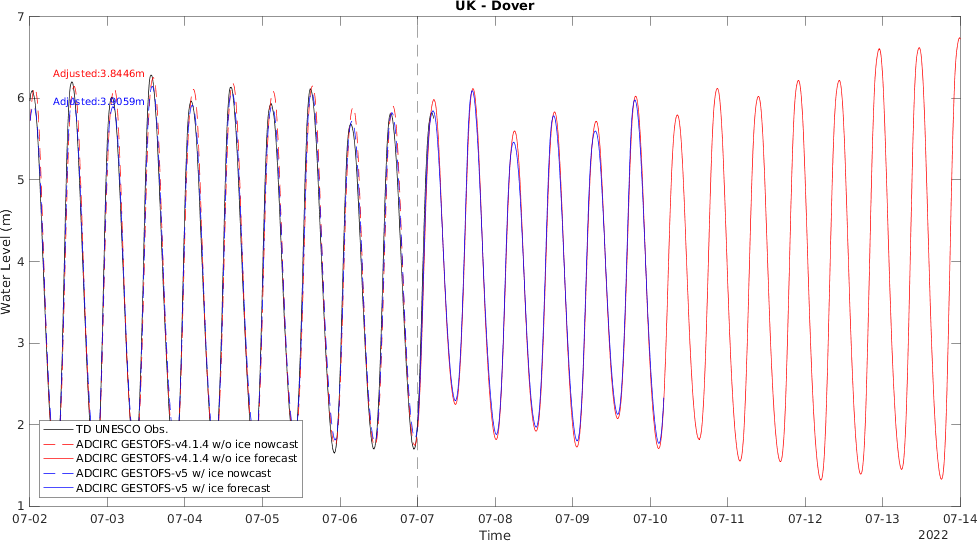 UK - Dover
7
6
5
4
3
2
1
Water Level (m)
Adjusted:3.8446m
Adjusted:3.9059m
TD UNESCO Obs.
ADCIRC GESTOFS-v4.1.4 w/o ice nowcast
ADCIRC GESTOFS-v4.1.4 w/o ice forecast
ADCIRC GESTOFS-v5 w/ ice nowcast
ADCIRC GESTOFS-v5 w/ ice forecast
07-02 07-03 07-04 07-05 07-06 07-07 07-08 07-09 07-10 07-11 07-12 07-13 07-14
Time
2022